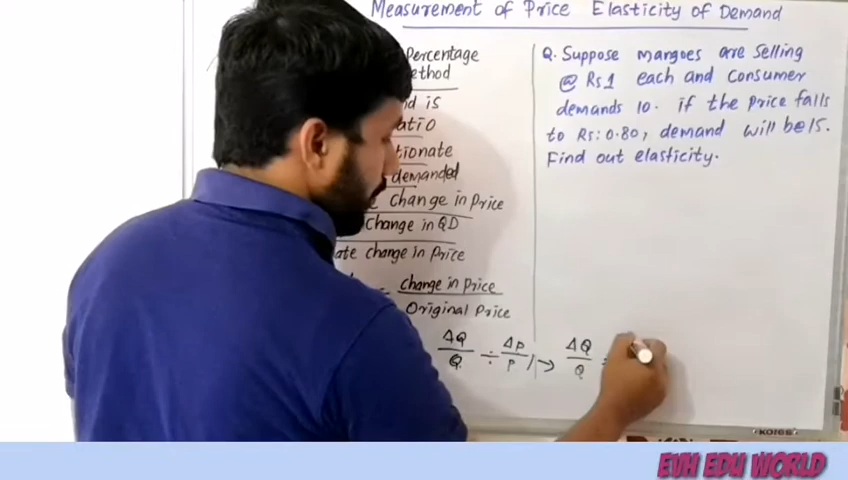 Measurement of Price Elasticity of Demand
Percentage
d is
atio
tionate
demanded
change in Price
change in QD
ate change in Price
= change in Price
Original Price
ΔQ
Q
÷
ΔP
P
→
ΔQ
Q
Q. Suppose mangoes are selling
@ Rs 1 each and Consumer
demands 10. if the Price falls
to Rs: 0.80, demand will be 15.
Find out elasticity.
KORES
EVH EDU WORLD